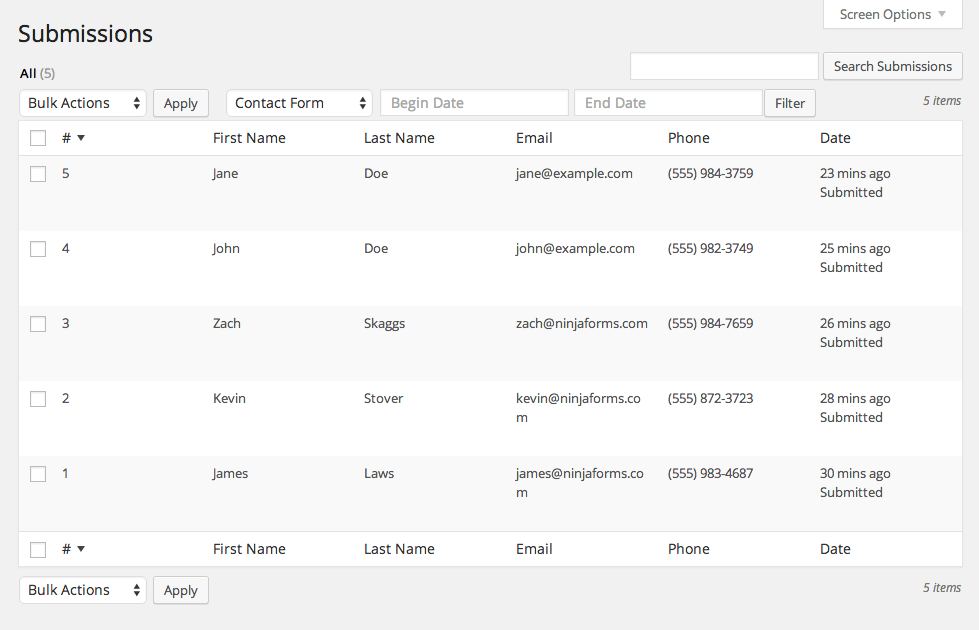 Screen Options
Submissions
All (5)
Search Submissions
Bulk Actions Apply Contact Form Begin Date End Date Filter 5 items
# First Name Last Name Email Phone Date
5 Jane Doe jane@example.com (555) 984-3759 23 mins ago
Submitted
4 John Doe john@example.com (555) 982-3749 25 mins ago
Submitted
3 Zach Skaggs zach@ninjaforms.com (555) 984-7659 26 mins ago
Submitted
2 Kevin Stover kevin@ninjaforms.co (555) 872-3723 28 mins ago
m Submitted
1 James Laws james@ninjaforms.co (555) 983-4687 30 mins ago
m Submitted
# First Name Last Name Email Phone Date
Bulk Actions Apply 5 items